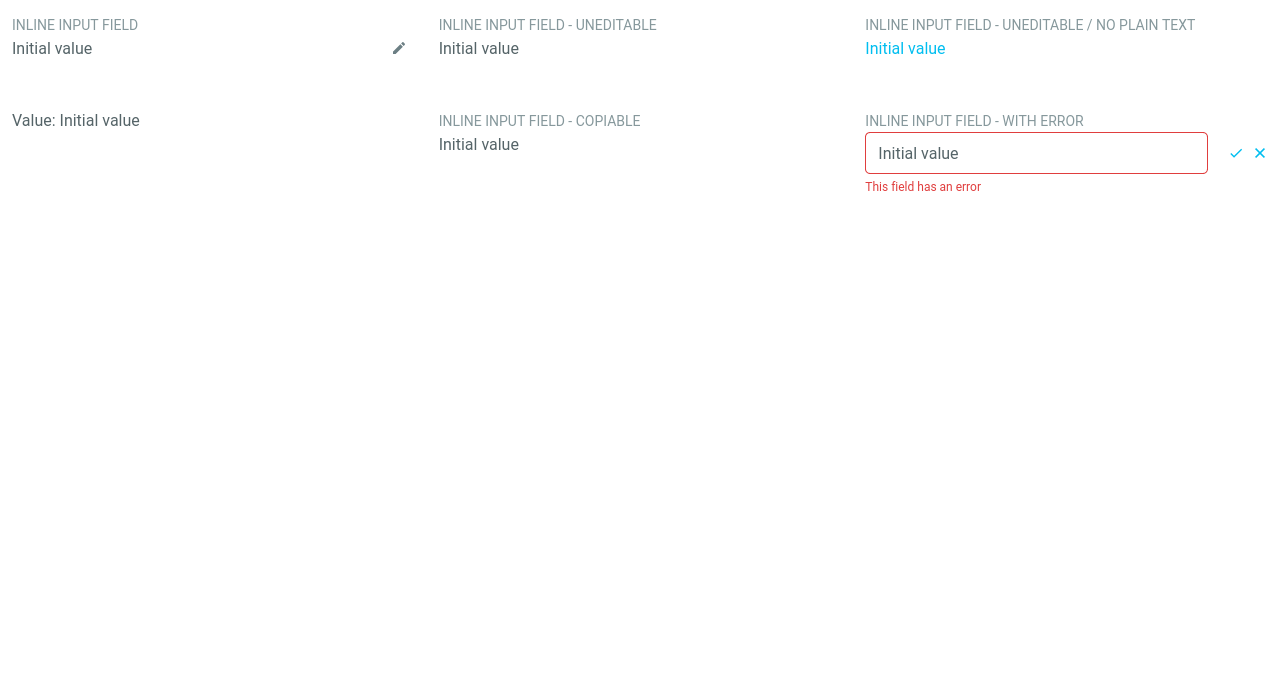 INLINE INPUT FIELD
Initial value
INLINE INPUT FIELD - UNEDITABLE
Initial value
INLINE INPUT FIELD - UNEDITABLE / NO PLAIN TEXT
Initial value
Value: Initial value
INLINE INPUT FIELD - COPIABLE
Initial value
INLINE INPUT FIELD - WITH ERROR
Initial value
This field has an error